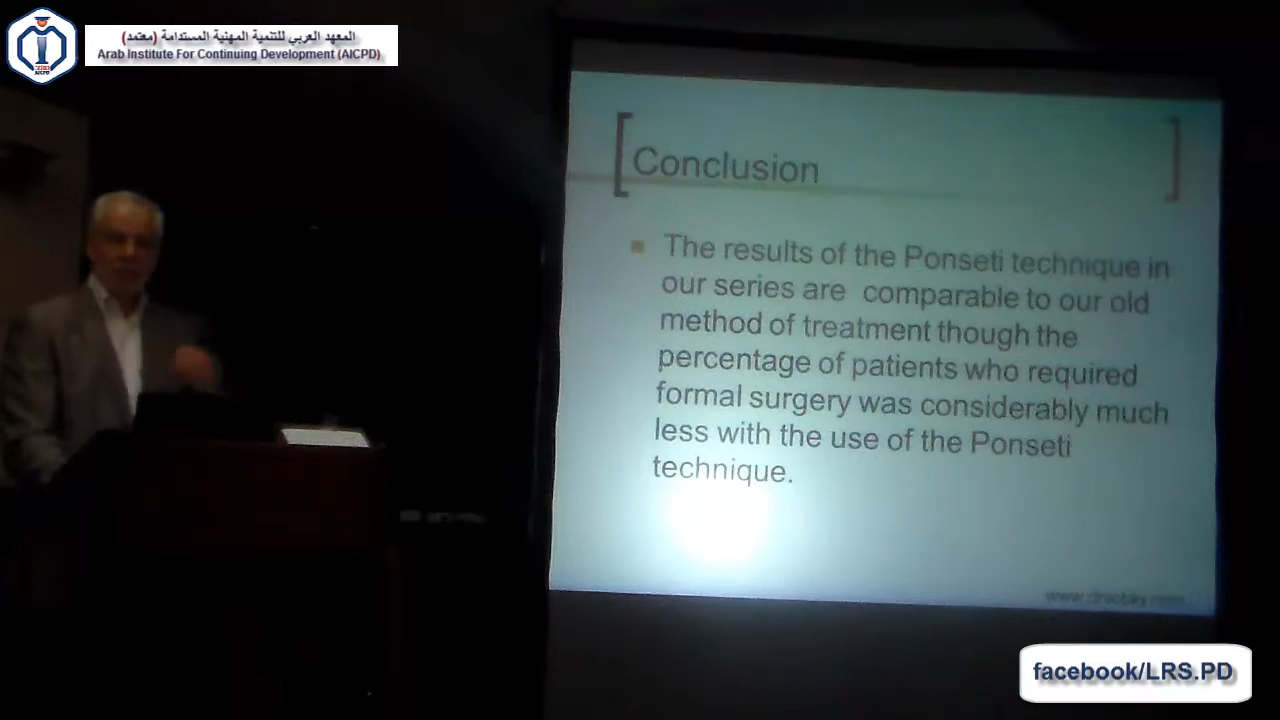 المعهد العربي للتنمية المهنية المستدامة (معتمد)
Arab Institute For Continuing Development (AICPD)
AICPD
Conclusion
The results of the Ponseti technique in
our series are comparable to our old
method of treatment though the
percentage of patients who required
formal surgery was considerably much
less with the use of the Ponseti
technique.
facebook/LRS.PD